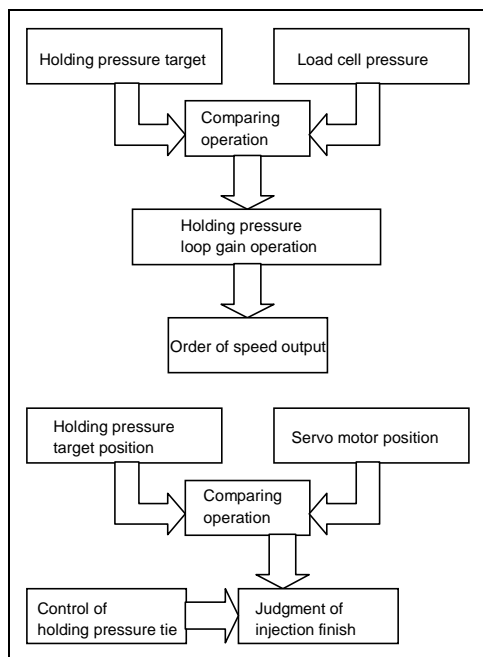 Holding pressure target
Load cell pressure
Comparing
operation
Holding pressure
loop gain operation
Order of speed output
Holding pressure
target position
Servo motor position
Comparing
operation
Control of
holding pressure tie
Judgment of
injection finish